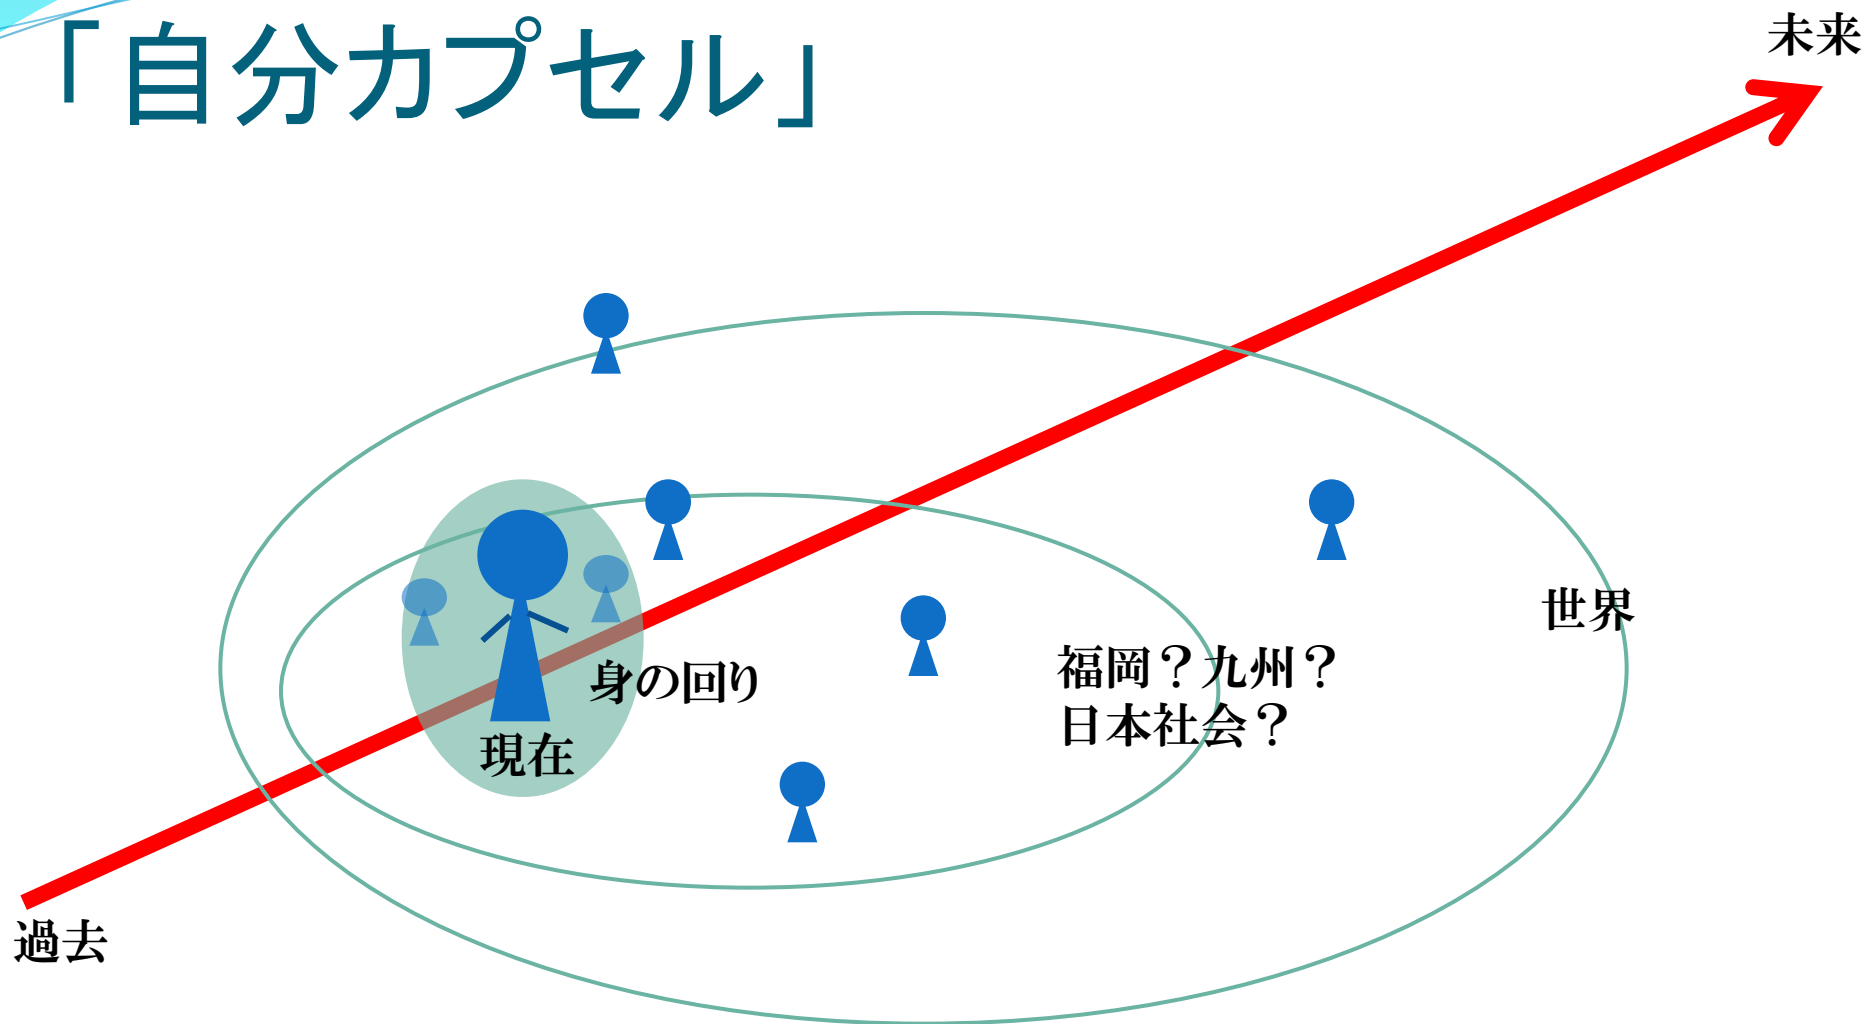 「自分カプセル」
未来
世界
福岡？九州？
日本社会？
身の回り
現在
過去